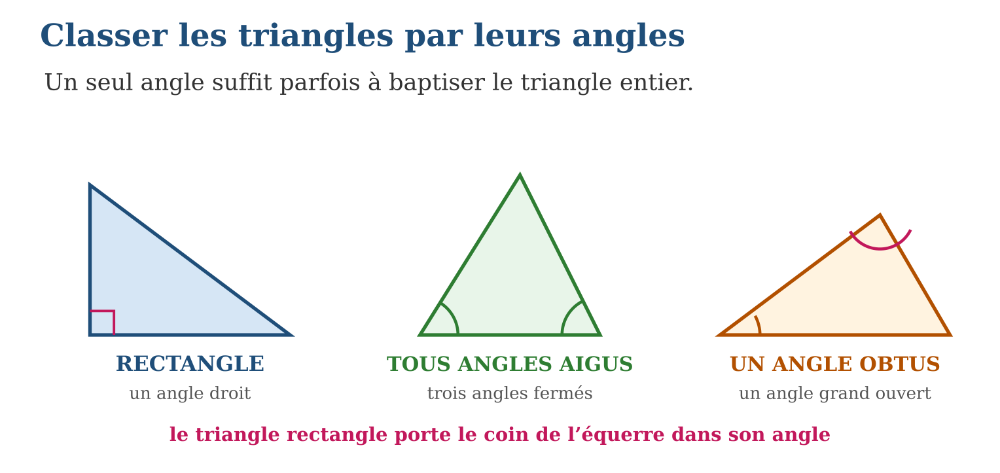 Classer les triangles par leurs angles
Un seul angle suffit parfois à baptiser le triangle entier.
RECTANGLE
TOUS ANGLES AIGUS
UN ANGLE OBTUS
un angle droit
trois angles fermés
un angle grand ouvert
le triangle rectangle porte le coin de l’équerre dans son angle